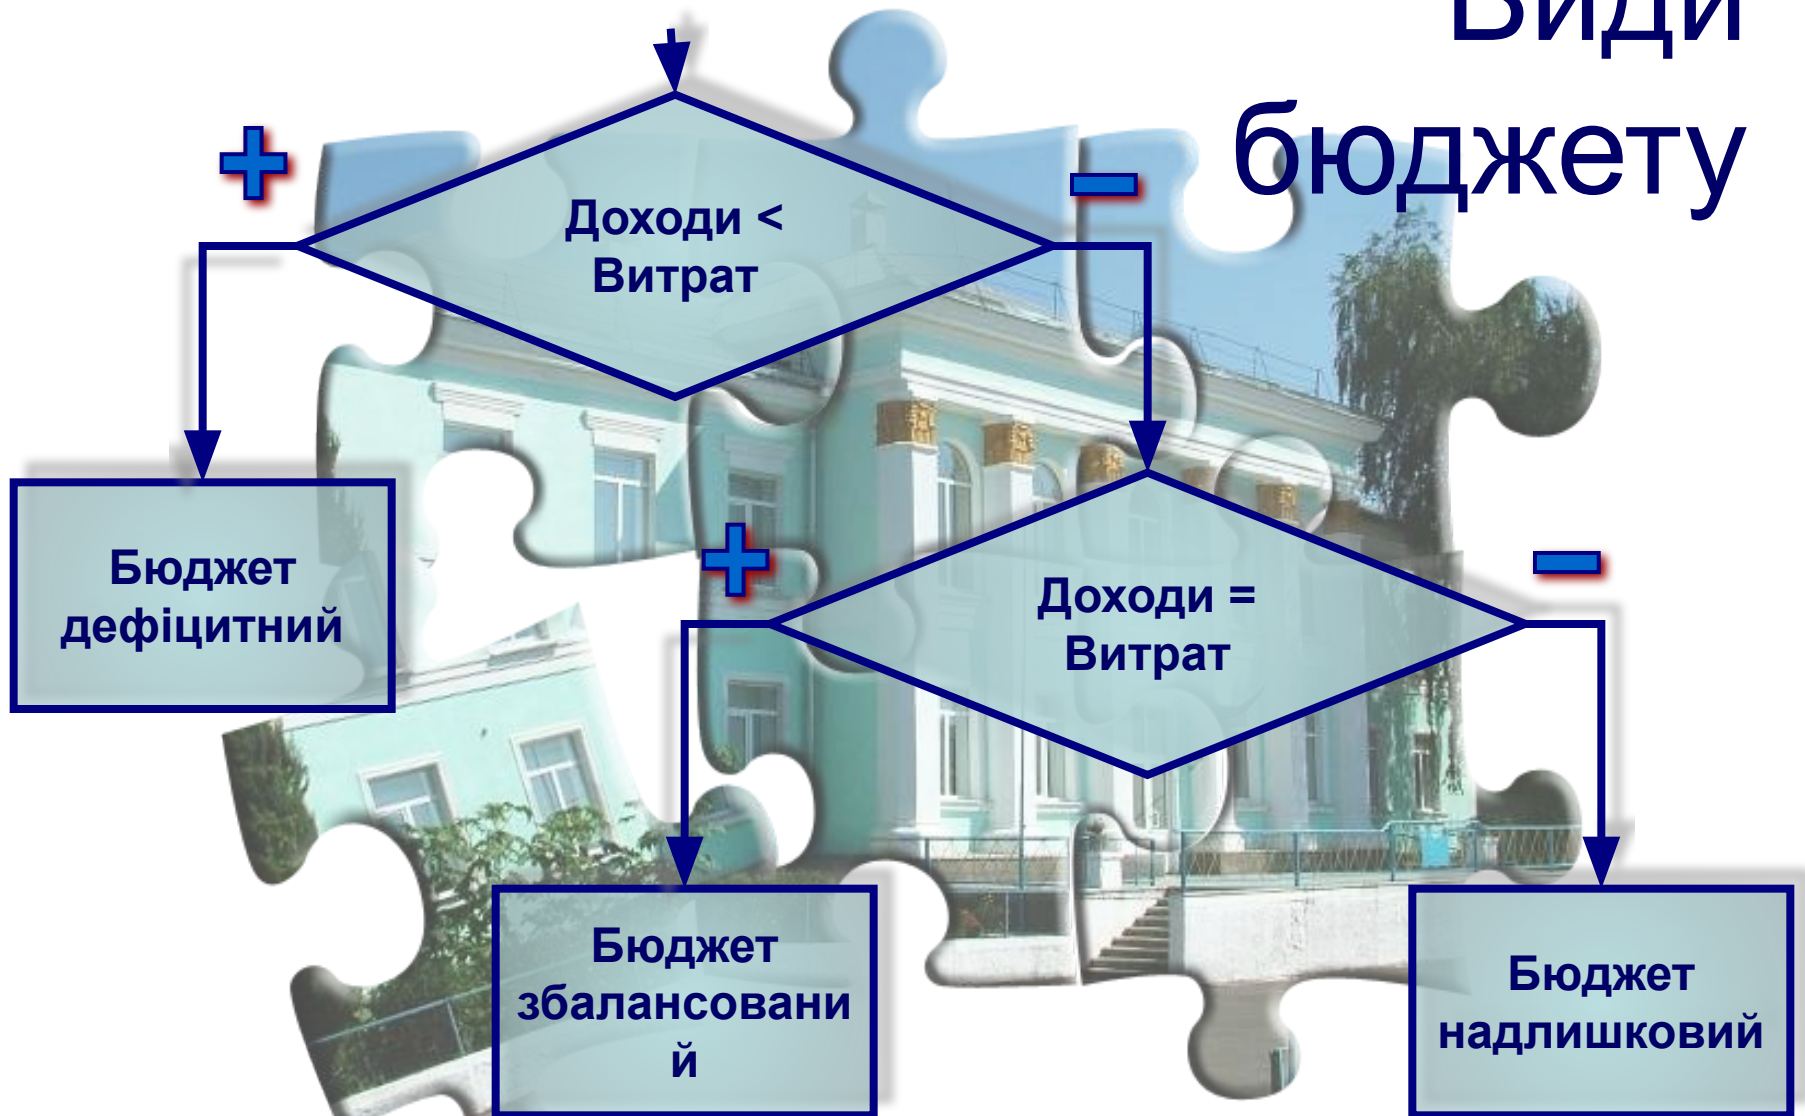 Види
бюджету
+
−
Доходи <
Витрат
Бюджет
дефіцитний
+
−
Доходи =
Витрат
Бюджет
збалансовани
й
Бюджет
надлишковий